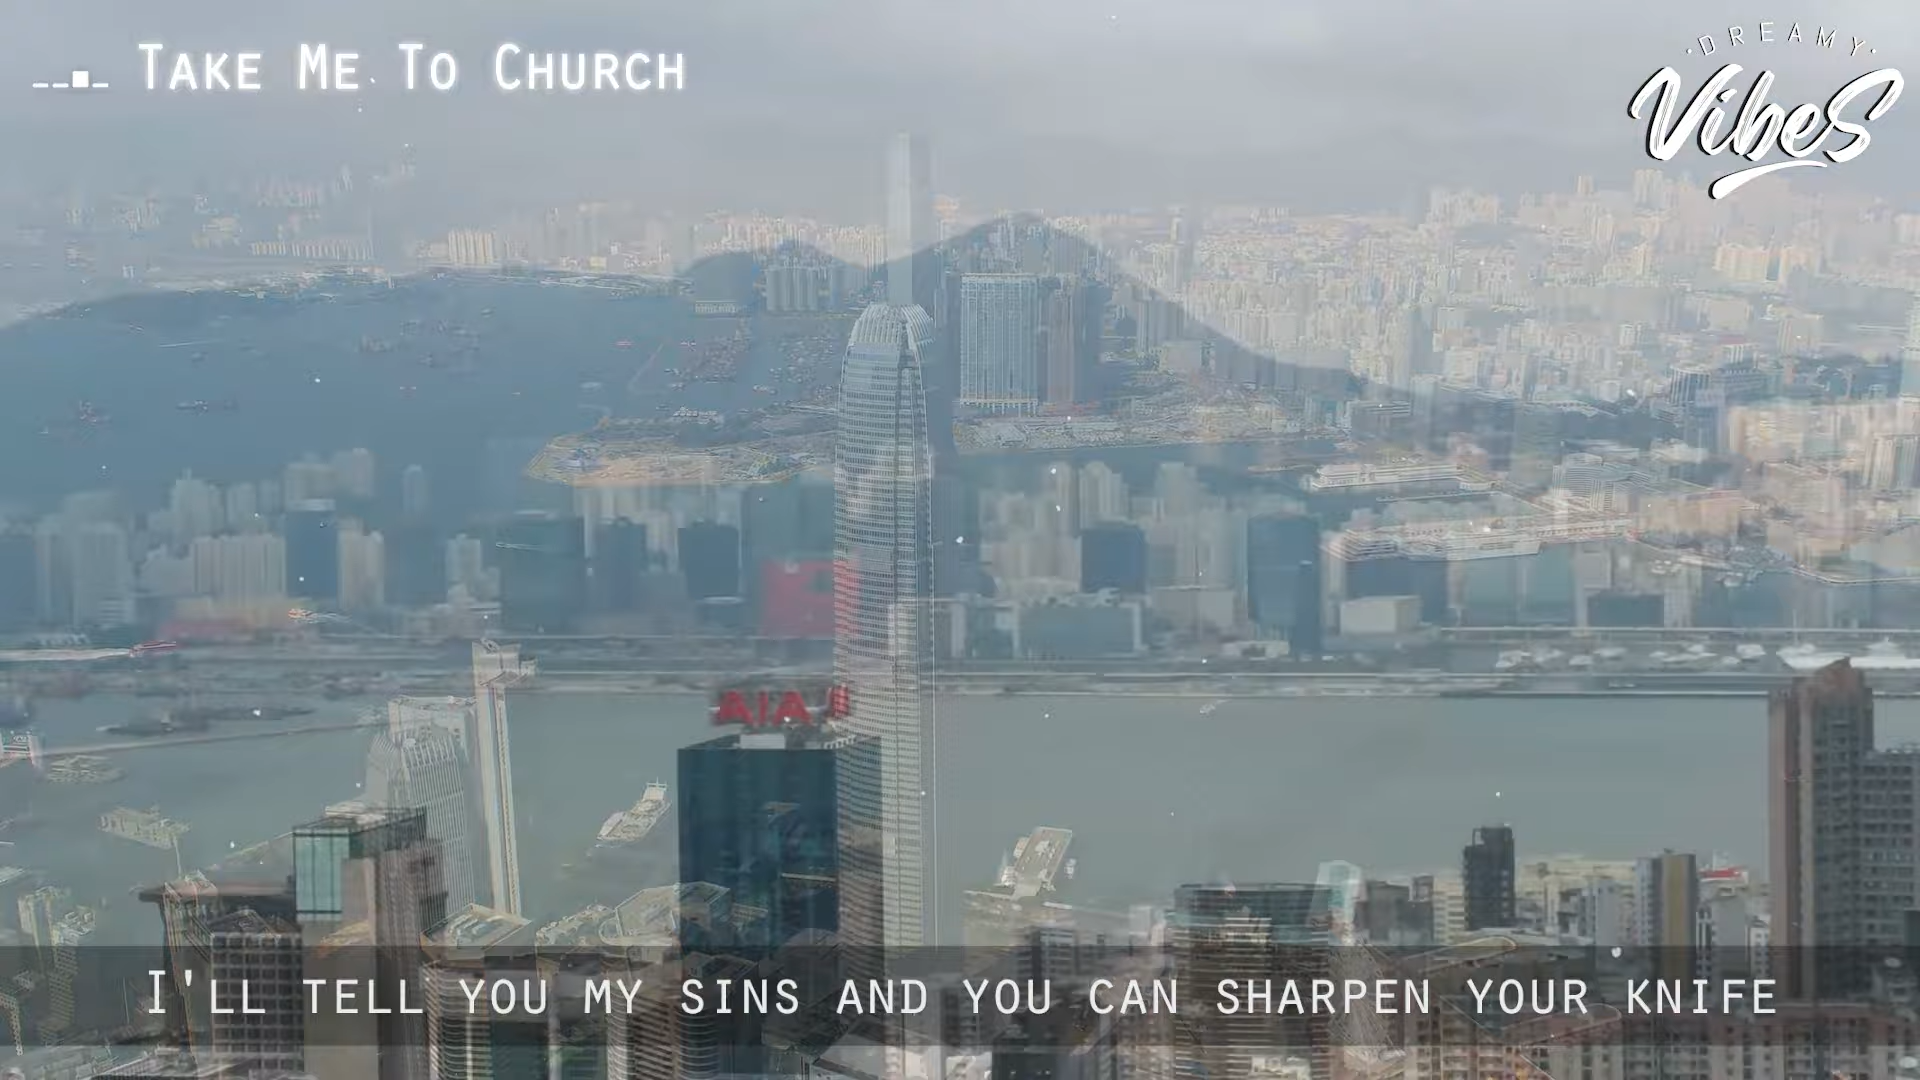 Take Me To Church
DREAMY
Vibes
AIA
I'LL TELL YOU MY SINS AND YOU CAN SHARPEN YOUR KNIFE